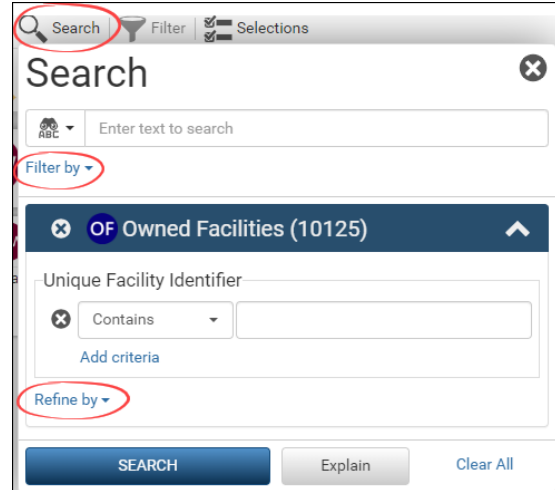 Search Filter Selections
Search
ABC Enter text to search
Filter by
OF Owned Facilities (10125)
Unique Facility Identifier
Contains
Add criteria
Refine by
SEARCH Explain Clear All